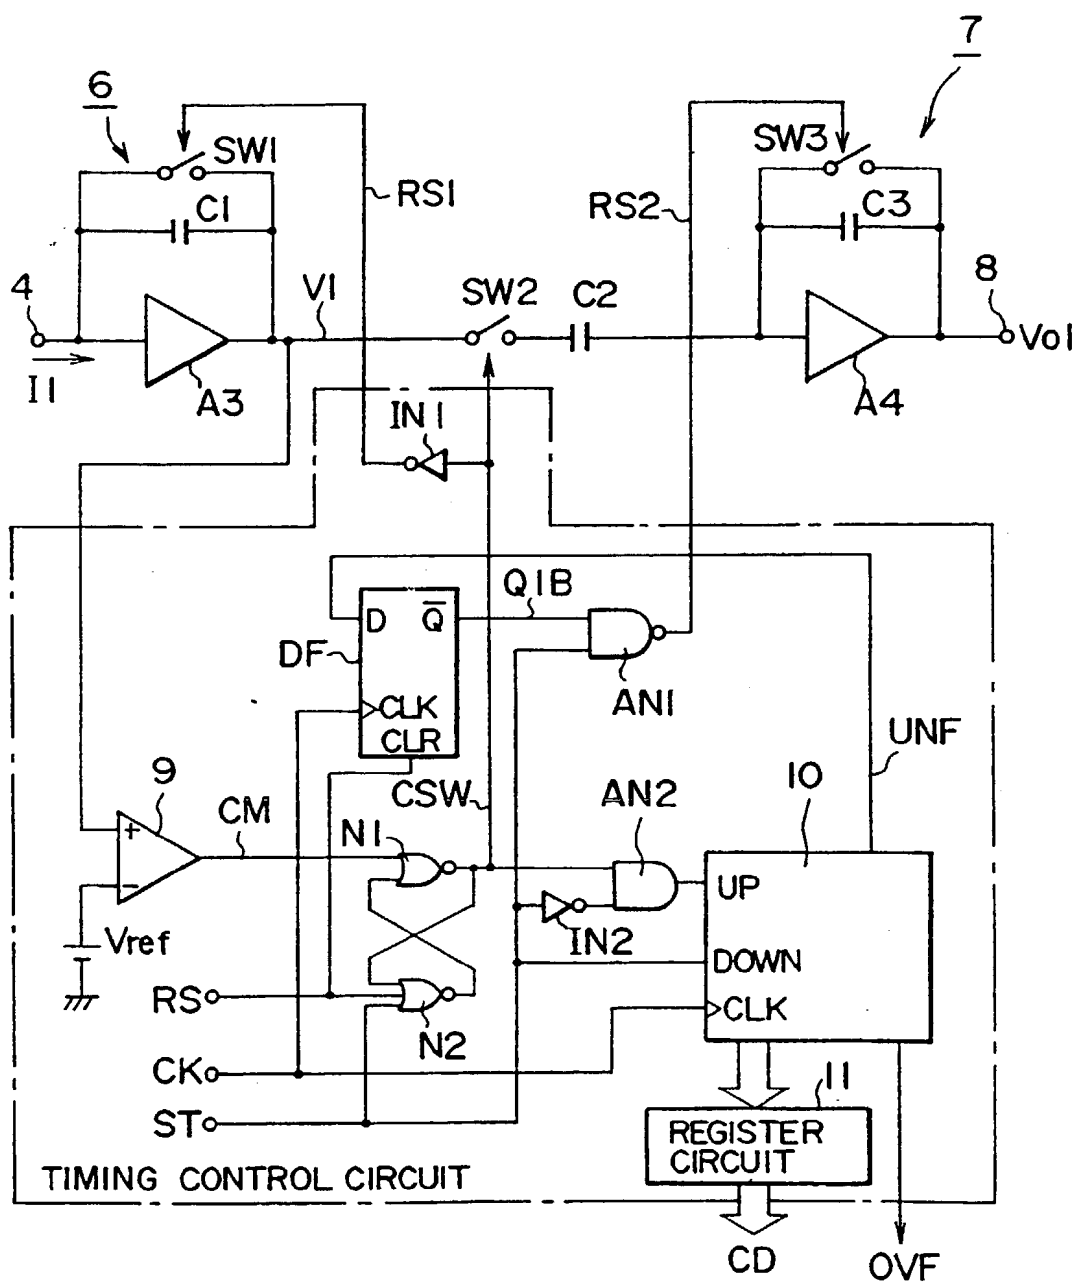 7
6
SW1
SW3
RS1
RS2
C1
C3
4
V1
SW2
C2
8
Vo1
I1
A3
A4
IN1
Q1B
D
Q̅
DF
AN1
CLK
CLR
UNF
9
CSW
AN2
10
CM
N1
UP
Vref
IN2
DOWN
RS
CLK
N2
CK
11
ST
REGISTER
CIRCUIT
TIMING CONTROL CIRCUIT
CD
OVF